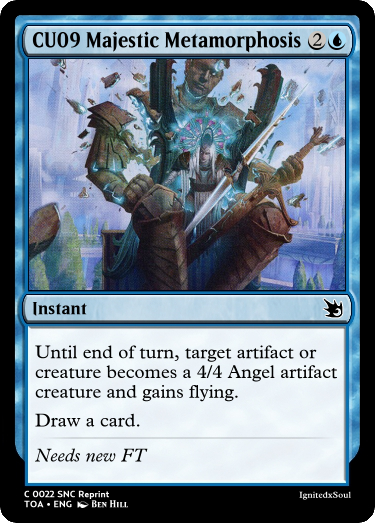 CU09 Majestic Metamorphosis 2
Instant
Until end of turn, target artifact or
creature becomes a 4/4 Angel artifact
creature and gains flying.
Draw a card.
Needs new FT
C 0022 SNC Reprint
TOA • ENG BEN HILL
IgnitedxSoul